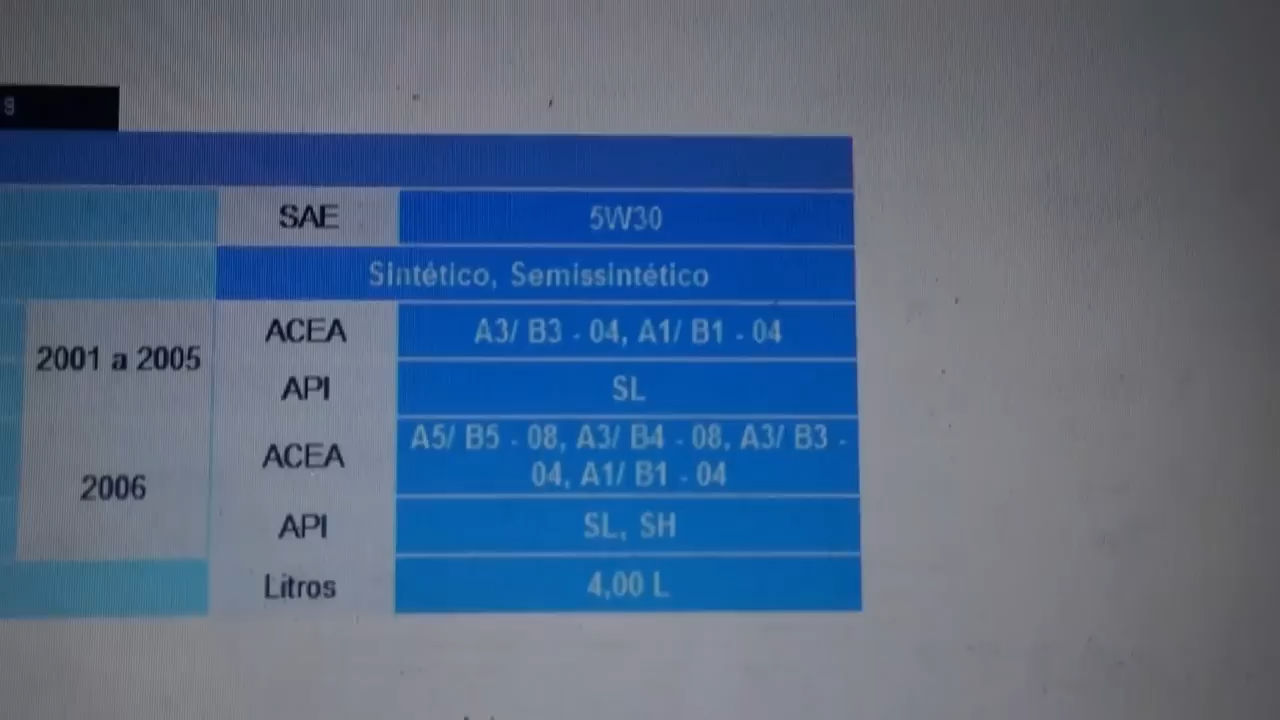 SAE 5W30
Sintético, Semissintético
2001 a 2005
ACEA A3/ B3 - 04, A1/ B1 - 04
API SL
2006
ACEA A5/ B5 - 08, A3/ B4 - 08, A3/ B3 -
04, A1/ B1 - 04
API SL, SH
Litros 4,00 L